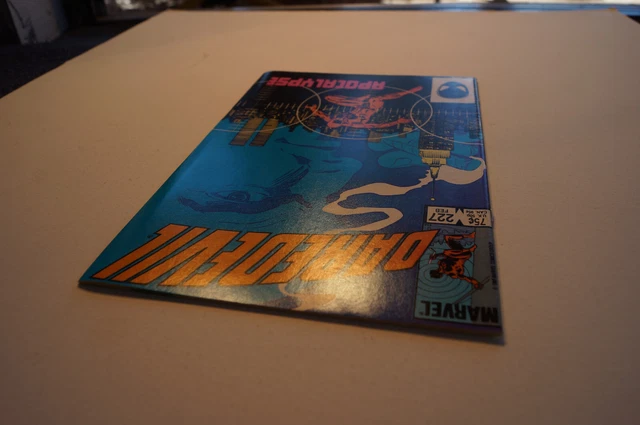 MARVEL
75¢
227
FEB
DAREDEVIL
APOCALYPSE